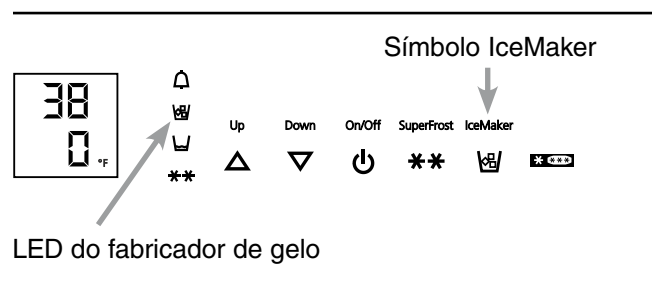 Símbolo IceMaker
38
0 °F
Up Down On/Off SuperFrost IceMaker
LED do fabricador de gelo